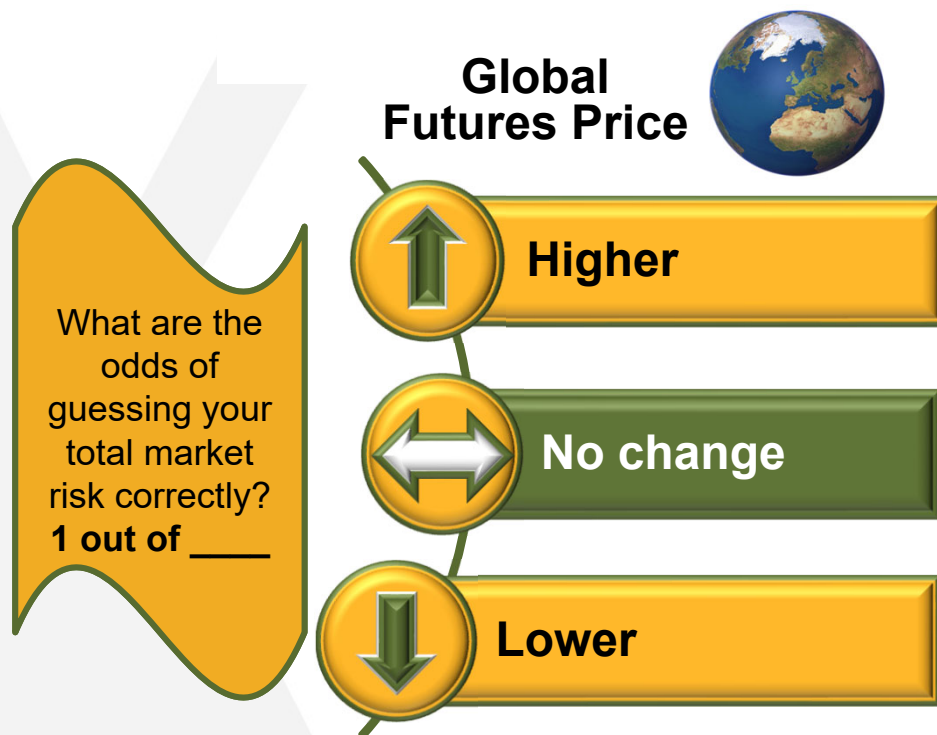 Global
Futures Price
Higher
What are the
odds of
guessing your
total market
risk correctly?
1 out of ____
No change
Lower